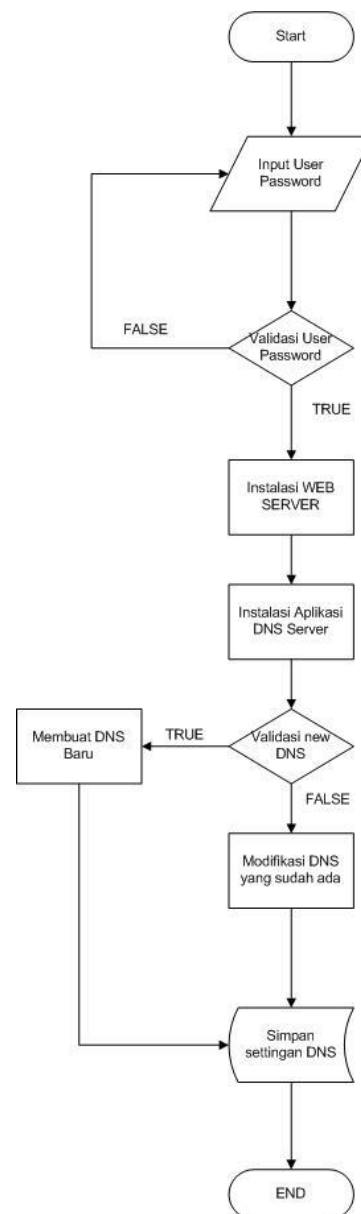 Start
Input User
Password
FALSE
Validasi User
Password
TRUE
Instalasi WEB
SERVER
Instalasi Aplikasi
DNS Server
Membuat DNS
Baru
TRUE
Validasi new
DNS
FALSE
Modifikasi DNS
yang sudah ada
Simpan
settingan DNS
END